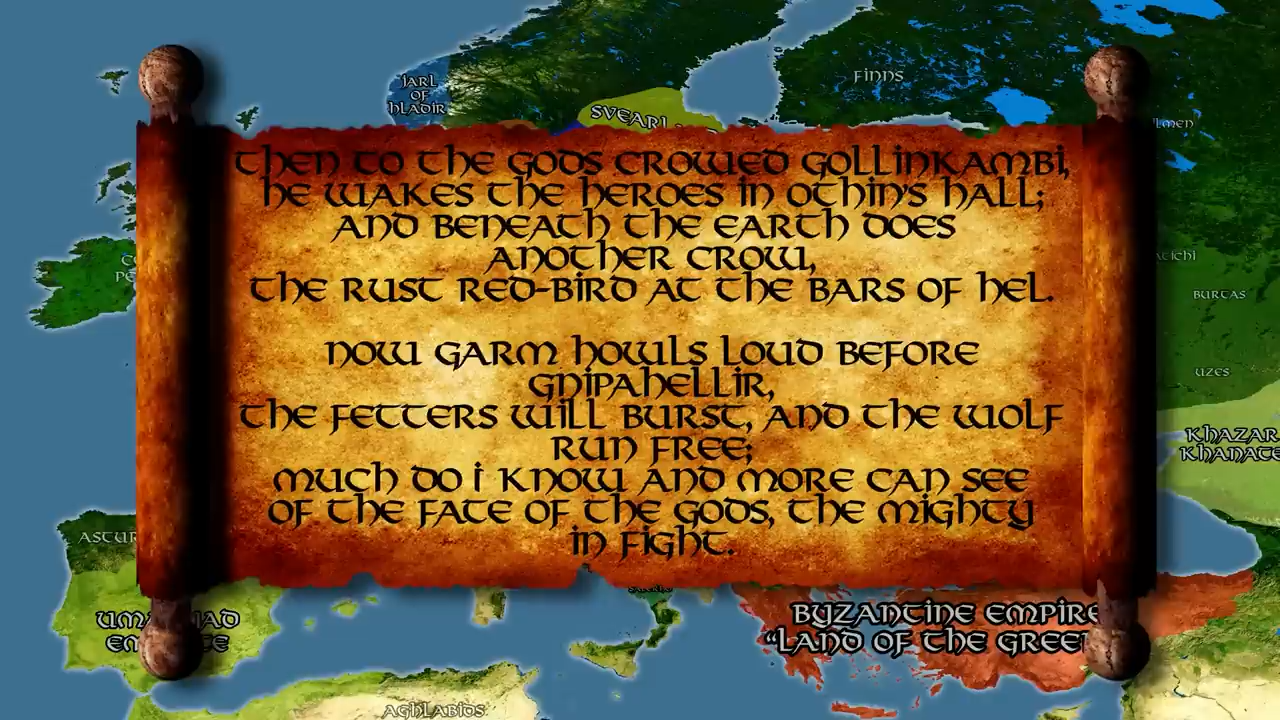 JARL
OF
HLADIR
FINNS
SVEARI
LMEN
THEN TO THE GODS CROWED GOLLINKAMBI,
HE WAKES THE HEROES IN OTHIN'S HALL;
AND BENEATH THE EARTH DOES
ANOTHER CROW,
THE RUST RED-BIRD AT THE BARS OF HEL.
NOW GARM HOWLS LOUD BEFORE
GNIPAHELLIR,
THE FETTERS WILL BURST, AND THE WOLF
RUN FREE;
MUCH DO I KNOW AND MORE CAN SEE
OF THE FATE OF THE GODS, THE MIGHTY
IN FIGHT.
BURTAS
UZES
KHAZAR
KHANATE
ASTUR
BYZANTINE EMPIRE
"LAND OF THE GREE
AGHLABIDS